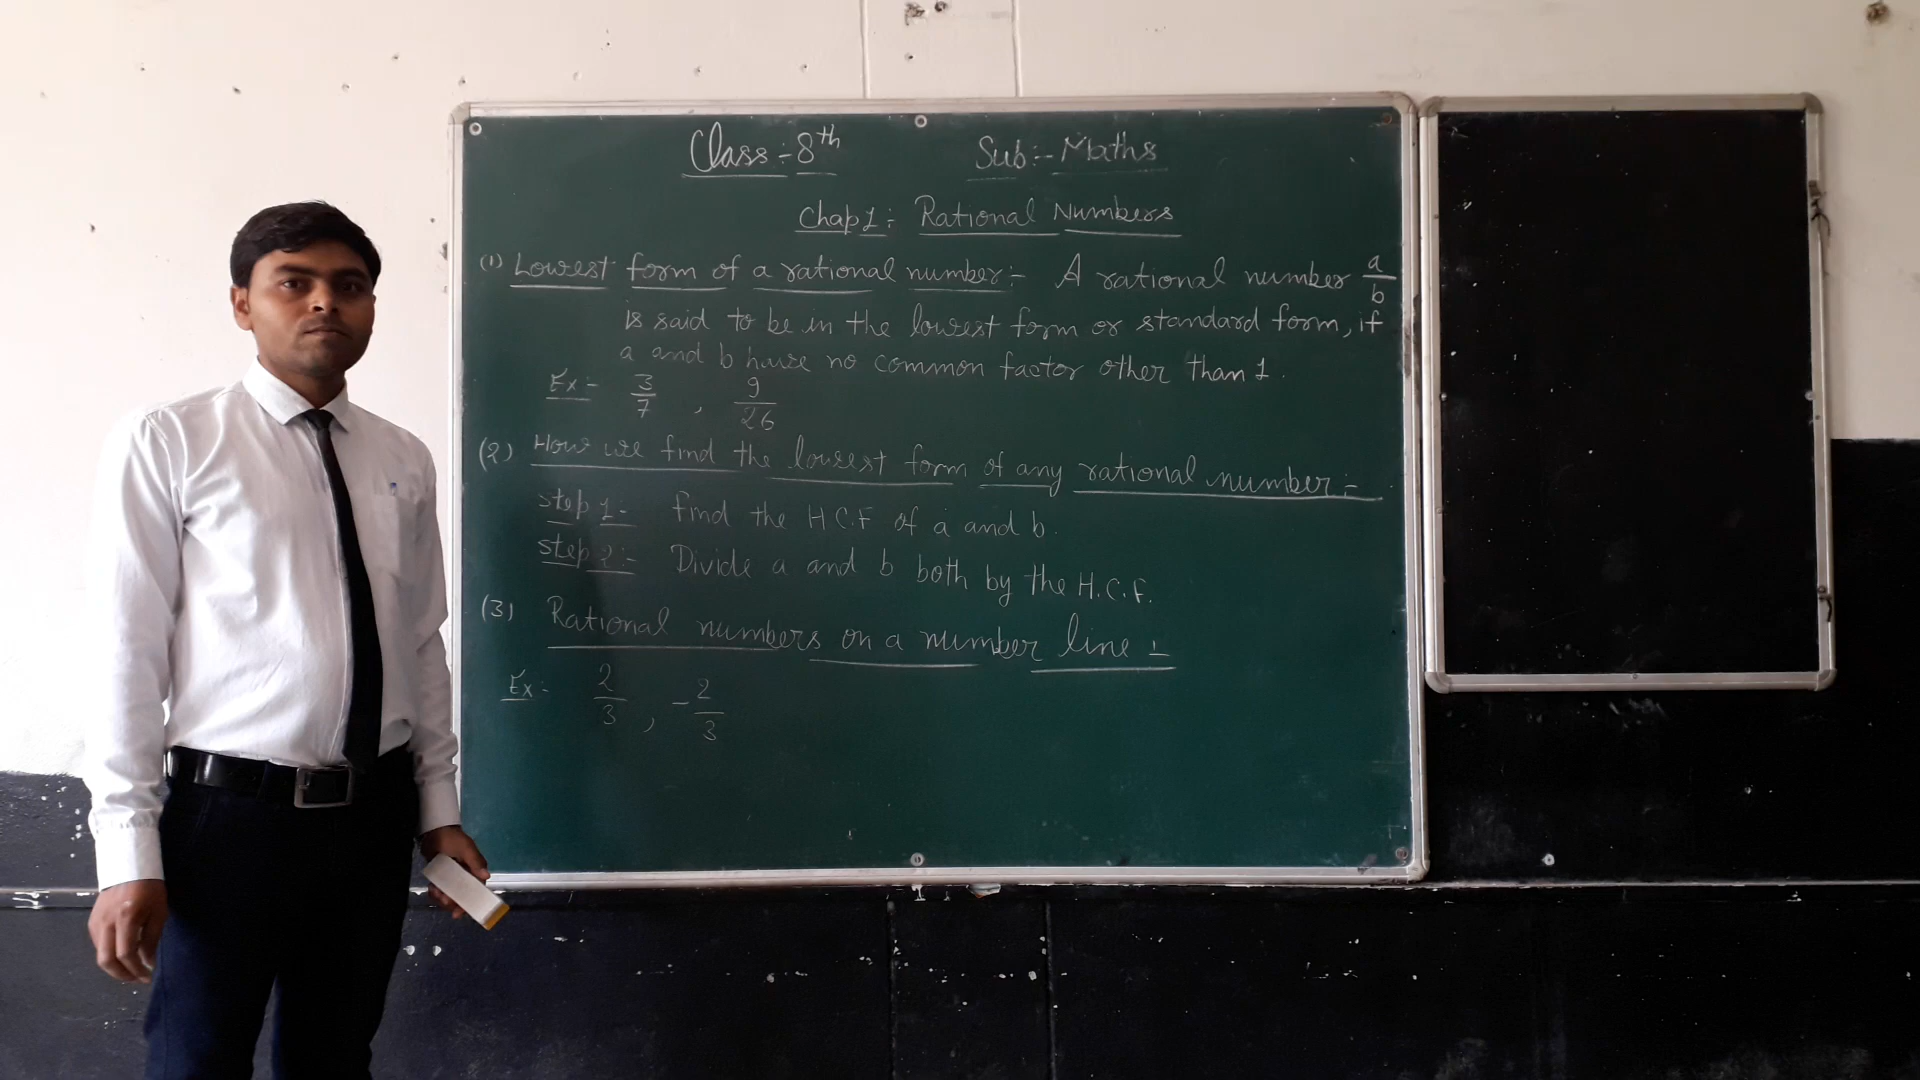 Class :- 8th Sub :- Maths
Chap 1 :- Rational Numbers
(1) Lowest form of a rational number :- A rational number a/b
is said to be in the lowest form or standard form, if
a and b have no common factor other than 1.
Ex :- 3/7 , 9/26
(2) How we find the lowest form of any rational number :-
step 1 :- find the H.C.F of a and b.
step 2 :- Divide a and b both by the H.C.F.
(3) Rational numbers on a number line :-
Ex :- 2/3 , -2/3